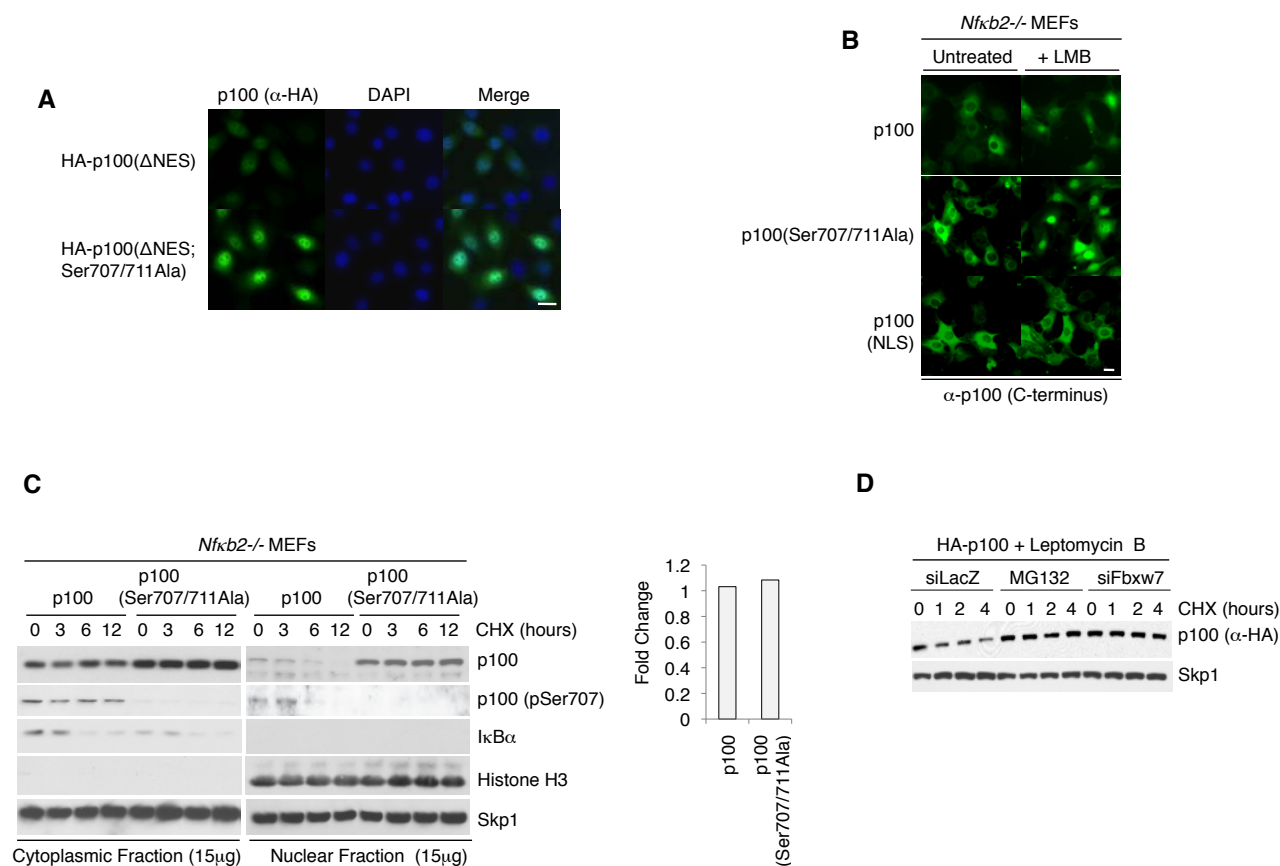 A
p100 (α-HA) DAPI Merge
HA-p100(ΔNES)
HA-p100(ΔNES;
Ser707/711Ala)
B
Nfκb2-/- MEFs
Untreated + LMB
p100
p100(Ser707/711Ala)
p100
(NLS)
α-p100 (C-terminus)
C
Nfκb2-/- MEFs
p100 p100
(Ser707/711Ala) p100 p100
(Ser707/711Ala)
0 3 6 12 0 3 6 12 0 3 6 12 0 3 6 12 CHX (hours)
p100
p100 (pSer707)
IκBα
Histone H3
Skp1
Cytoplasmic Fraction (15μg) Nuclear Fraction (15μg)
Fold Change
1.2
1
0.8
0.6
0.4
0.2
0
p100
p100
(Ser707/711Ala)
D
HA-p100 + Leptomycin B
siLacZ MG132 siFbxw7
0 1 2 4 0 1 2 4 0 1 2 4 CHX (hours)
p100 (α-HA)
Skp1